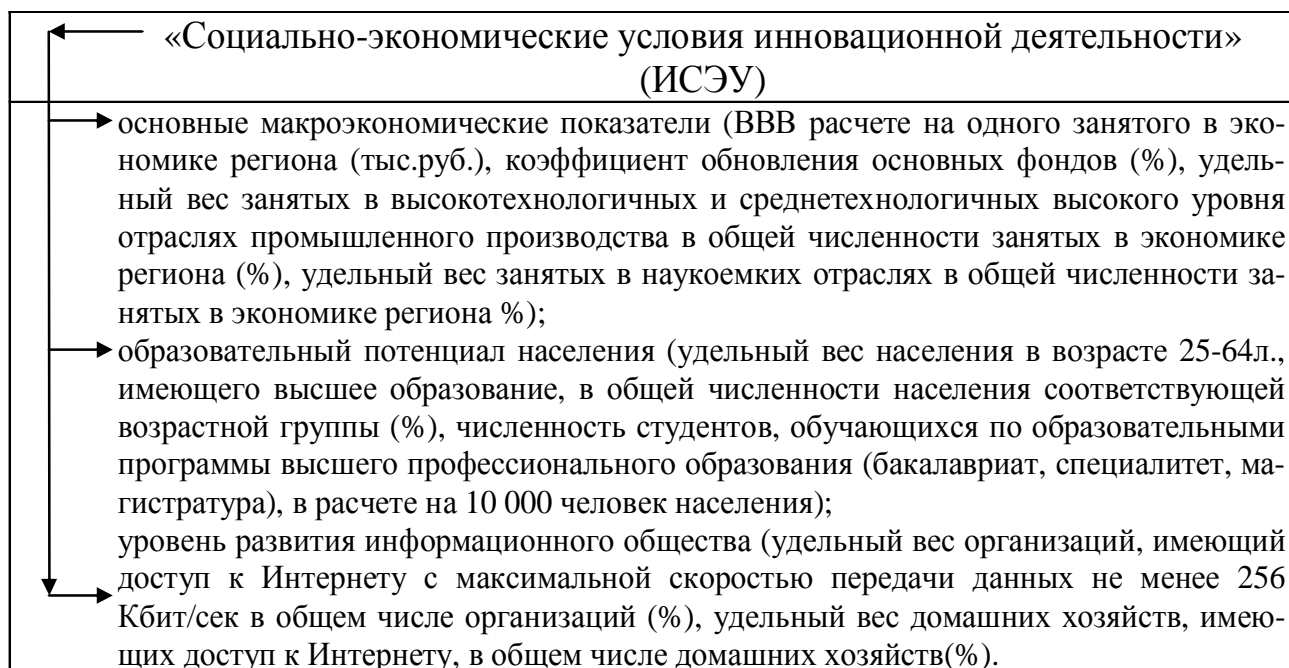 «Социально-экономические условия инновационной деятельности»
(ИСЭУ)
основные макроэкономические показатели (ВВВ расчете на одного занятого в эко-
номике региона (тыс.руб.), коэффициент обновления основных фондов (%), удель-
ный вес занятых в высокотехнологичных и среднетехнологичных высокого уровня
отраслях промышленного производства в общей численности занятых в экономике
региона (%), удельный вес занятых в наукоемких отраслях в общей численности за-
нятых в экономике региона %);
образовательный потенциал населения (удельный вес населения в возрасте 25-64л.,
имеющего высшее образование, в общей численности населения соответствующей
возрастной группы (%), численность студентов, обучающихся по образовательными
программы высшего профессионального образования (бакалавриат, специалитет, ма-
гистратура), в расчете на 10 000 человек населения);
уровень развития информационного общества (удельный вес организаций, имеющий
доступ к Интернету с максимальной скоростью передачи данных не менее 256
Кбит/сек в общем числе организаций (%), удельный вес домашних хозяйств, имею-
щих доступ к Интернету, в общем числе домашних хозяйств(%).